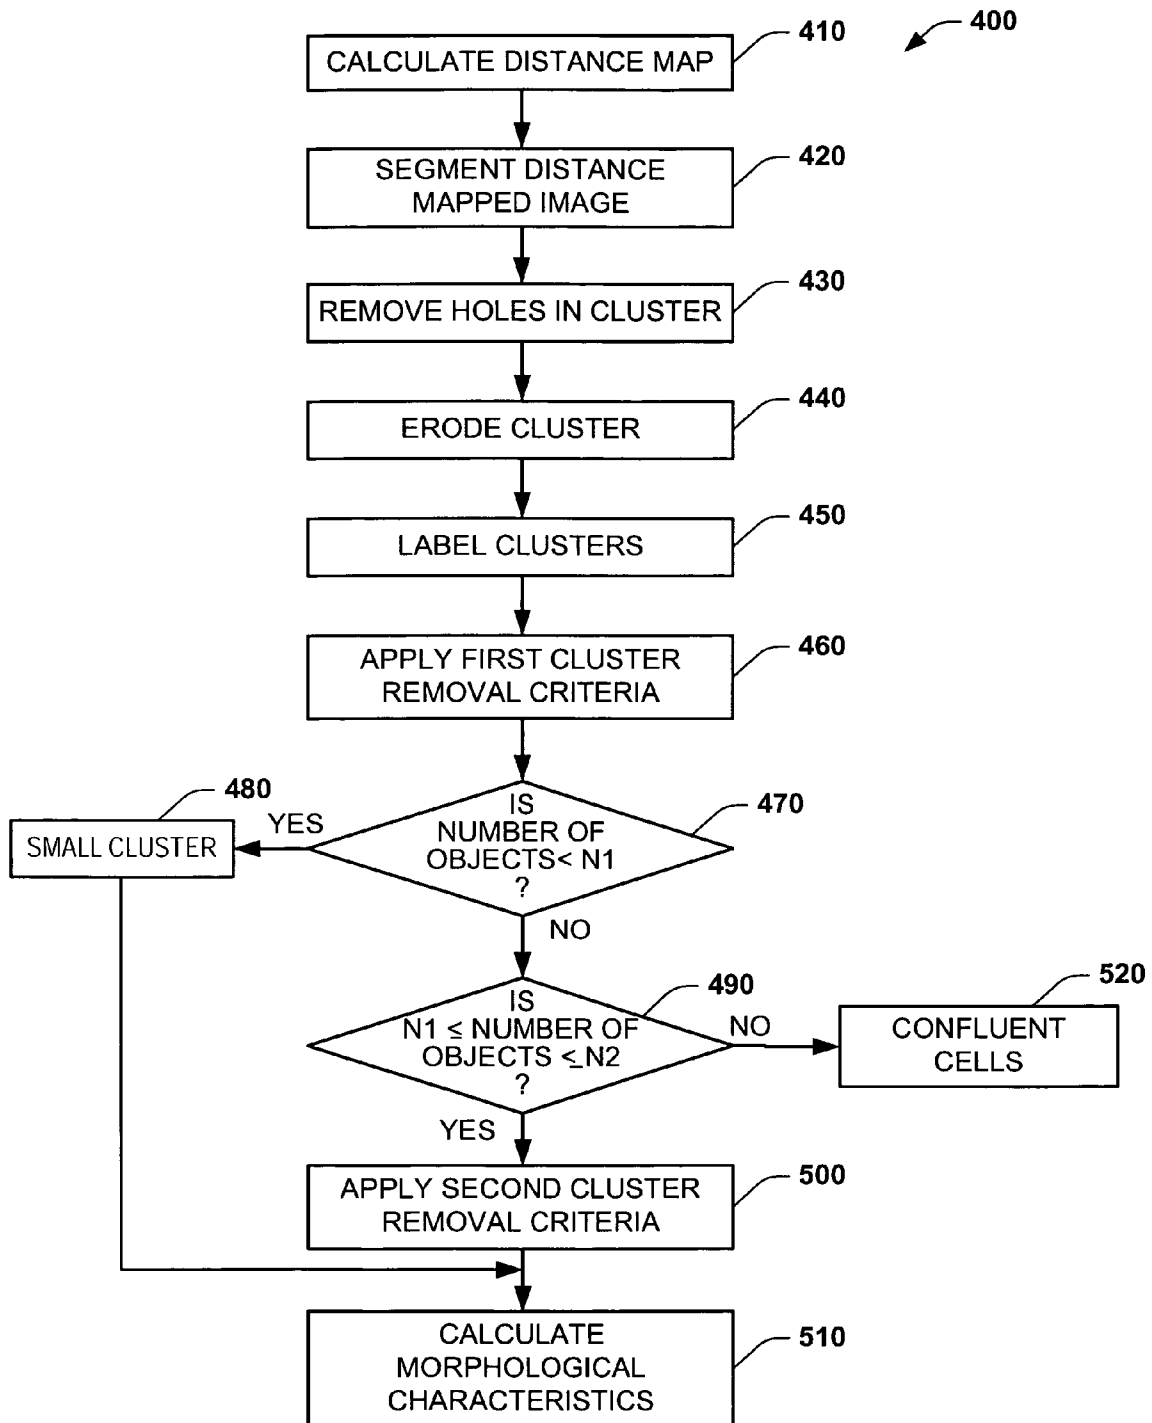 400
410
CALCULATE DISTANCE MAP
420
SEGMENT DISTANCE
MAPPED IMAGE
430
REMOVE HOLES IN CLUSTER
440
ERODE CLUSTER
450
LABEL CLUSTERS
460
APPLY FIRST CLUSTER
REMOVAL CRITERIA
470
IS
NUMBER OF
OBJECTS< N1
?
YES
480
SMALL CLUSTER
NO
490
IS
N1 ≤ NUMBER OF
OBJECTS ≤N2
?
NO
520
CONFLUENT
CELLS
YES
500
APPLY SECOND CLUSTER
REMOVAL CRITERIA
510
CALCULATE
MORPHOLOGICAL
CHARACTERISTICS